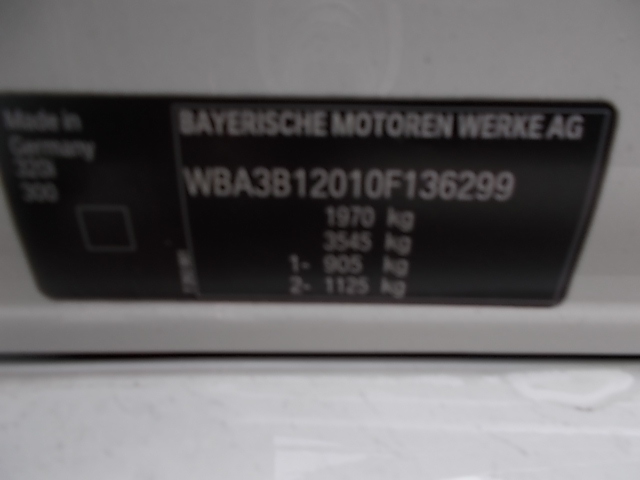 Made in
Germany
320i
300
BAYERISCHE MOTOREN WERKE AG
WBA3B12010F136299
1970 kg
3545 kg
1- 905 kg
2- 1125 kg